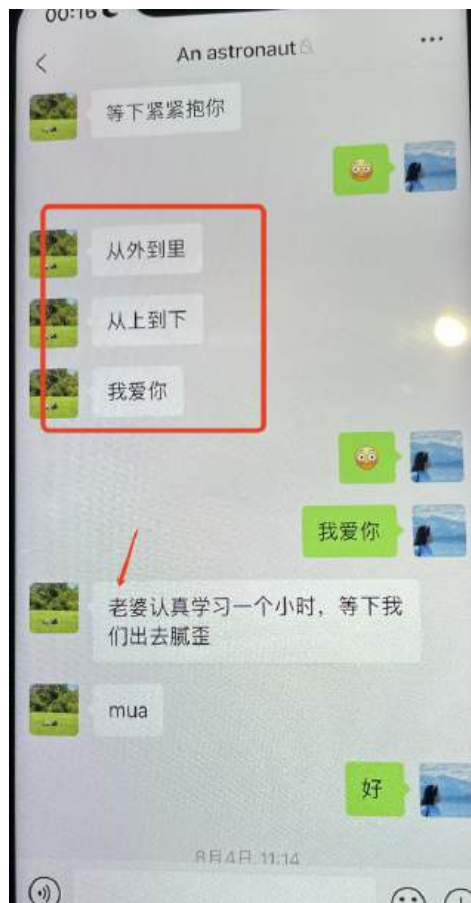 00:16
An astronaut
等下紧紧抱你
从外到里
从上到下
我爱你
我爱你
老婆认真学习一个小时，等下我
们出去腻歪
mua
好
8月4日 11:14